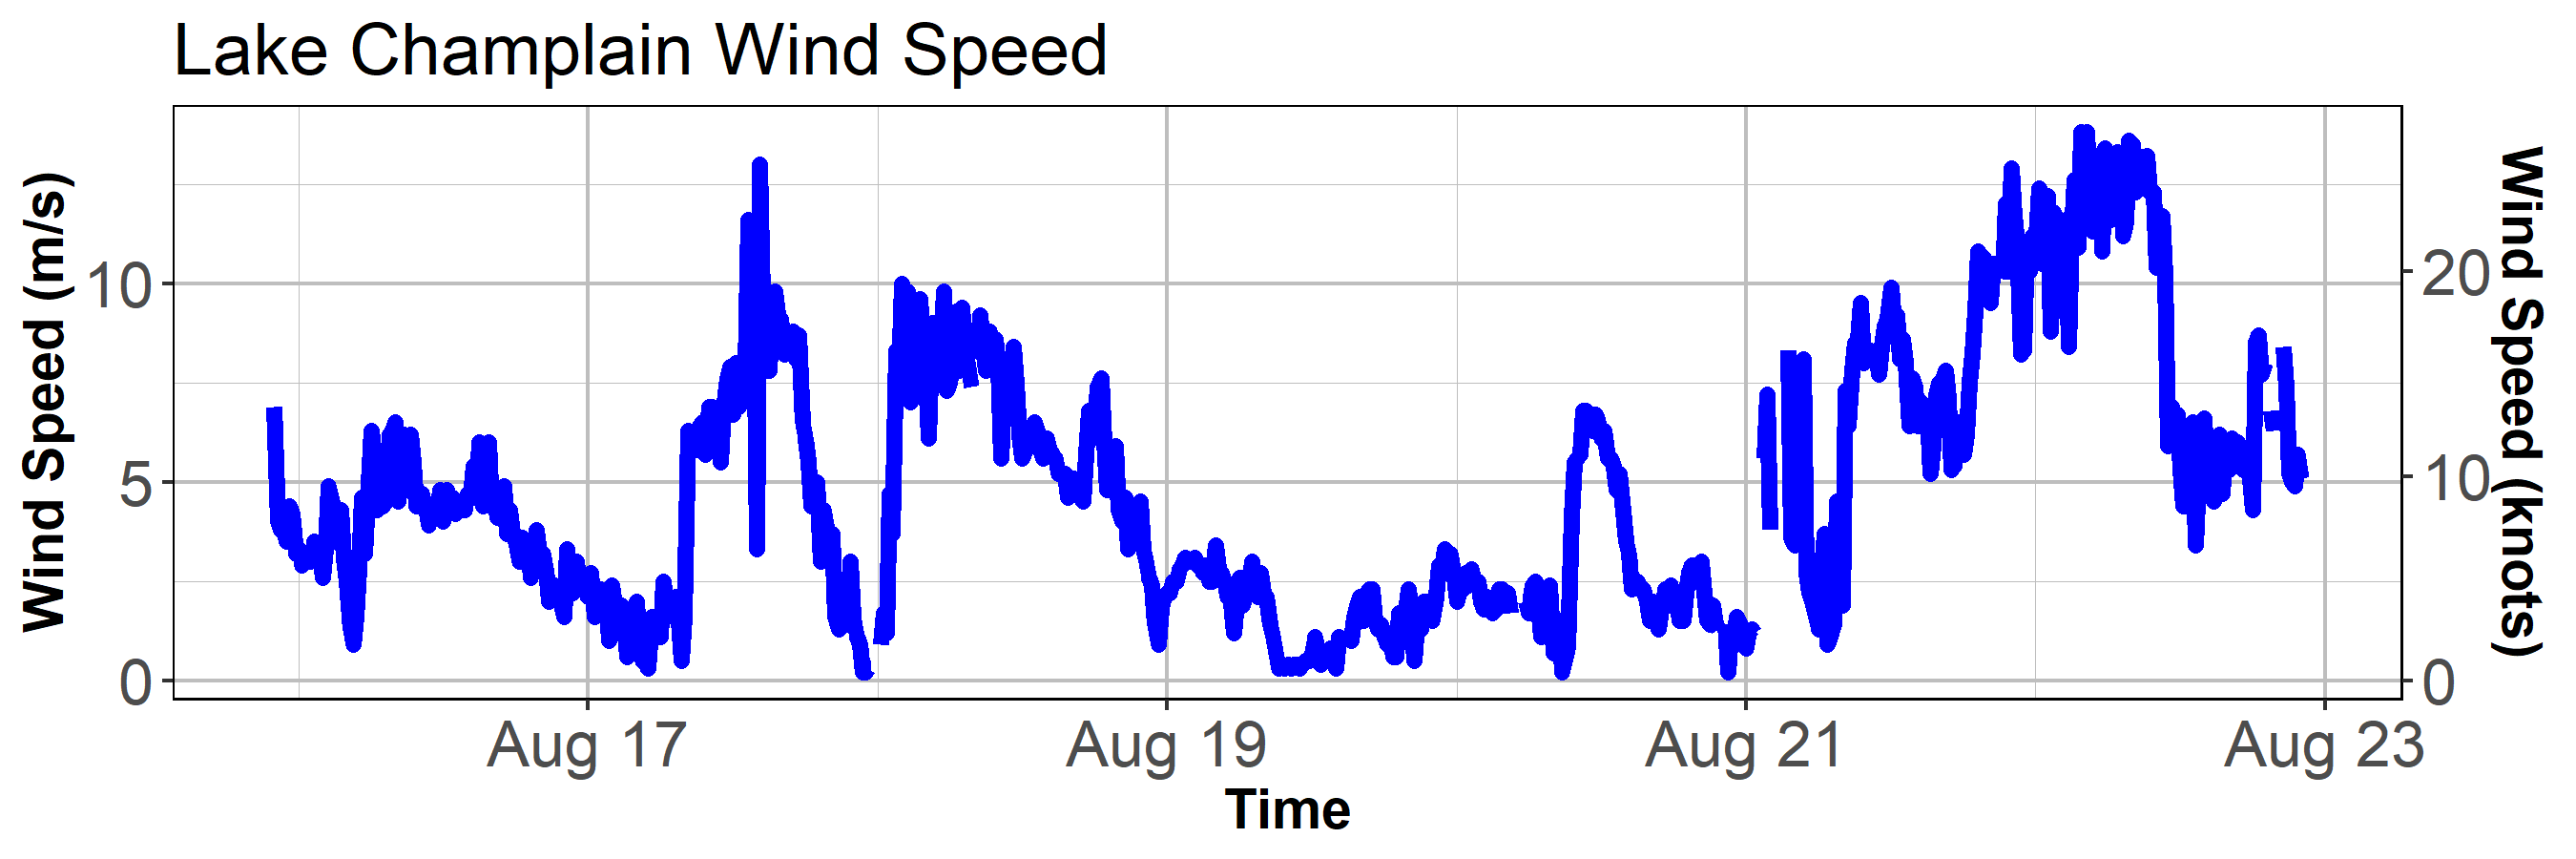 Lake Champlain Wind Speed
Wind Speed (m/s)
10
5
0
20
10
0
Wind Speed (knots)
Aug 17 Aug 19 Aug 21 Aug 23
Time